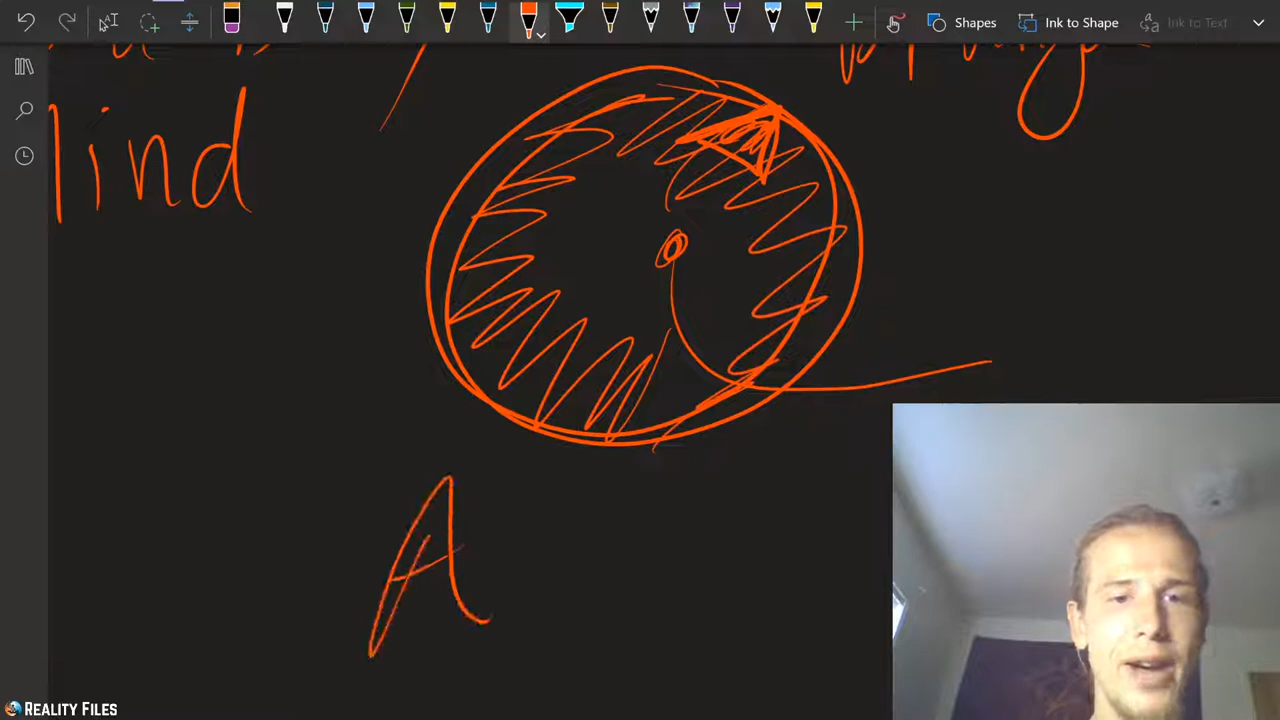 Shapes
Ink to Shape
Ink to Text
lind
A
REALITY FILES